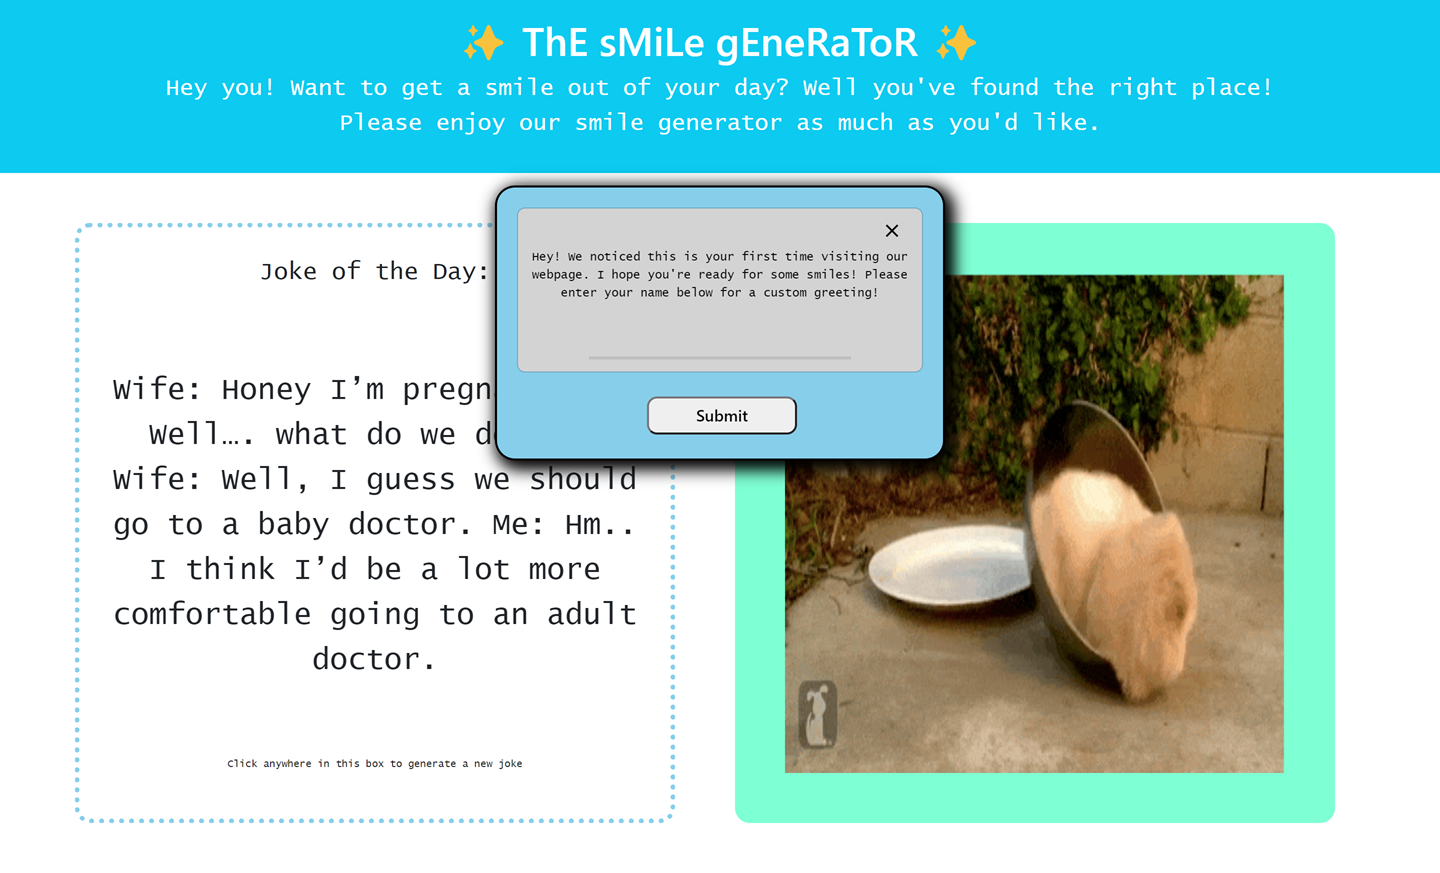 ✨ ThE sMiLe gEneRaToR ✨
Hey you! Want to get a smile out of your day? Well you've found the right place!
Please enjoy our smile generator as much as you'd like.
Hey! We noticed this is your first time visiting our
webpage. I hope you're ready for some smiles! Please
enter your name below for a custom greeting!
Submit
Joke of the Day:
Wife: Honey I’m
Well…. what do we
Wife: Well, I guess we should
go to a baby doctor. Me: Hm..
I think I’d be a lot more
comfortable going to an adult
doctor.
Click anywhere in this box to generate a new joke